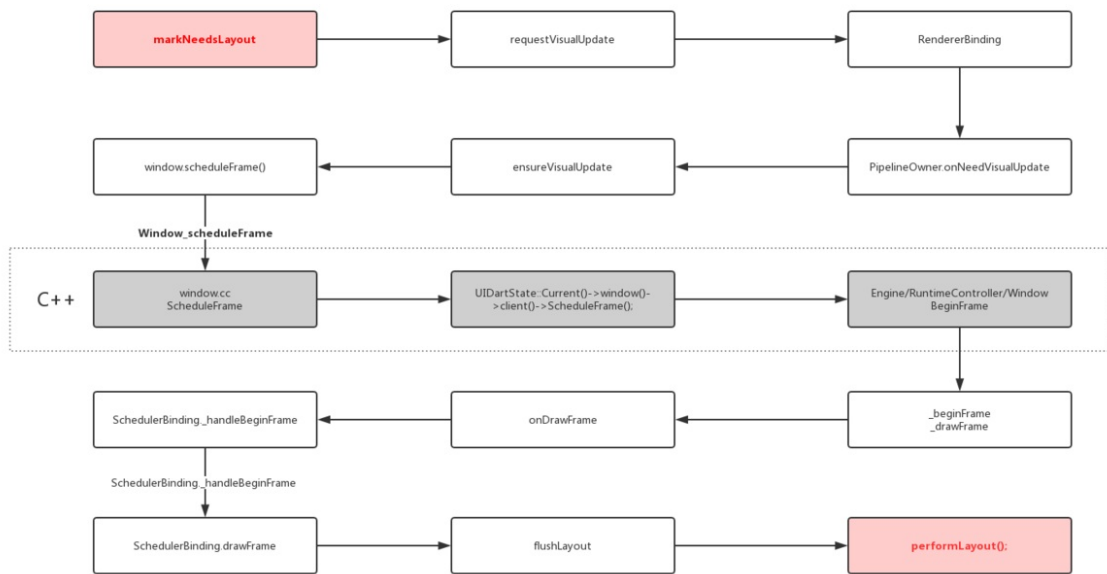 markNeedsLayout
requestVisualUpdate
RendererBinding
window.scheduleFrame()
ensureVisualUpdate
PipelineOwner.onNeedVisualUpdate
Window_scheduleFrame
C++
window.cc
ScheduleFrame
UIDartState::Current()->window()-
>client()->ScheduleFrame();
Engine/RuntimeController/Window
BeginFrame
SchedulerBinding._handleBeginFrame
onDrawFrame
_beginFrame
_drawFrame
SchedulerBinding._handleBeginFrame
SchedulerBinding.drawFrame
flushLayout
performLayout();